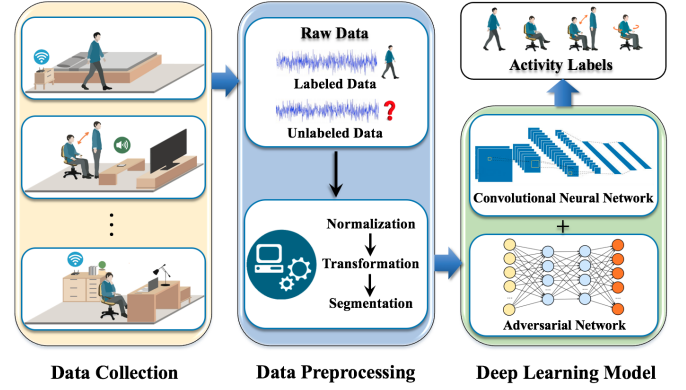 Raw Data
Labeled Data
?
Unlabeled Data
Normalization
Transformation
Segmentation
Activity Labels
Convolutional Neural Network
+
Adversarial Network
Data Collection
Data Preprocessing
Deep Learning Model